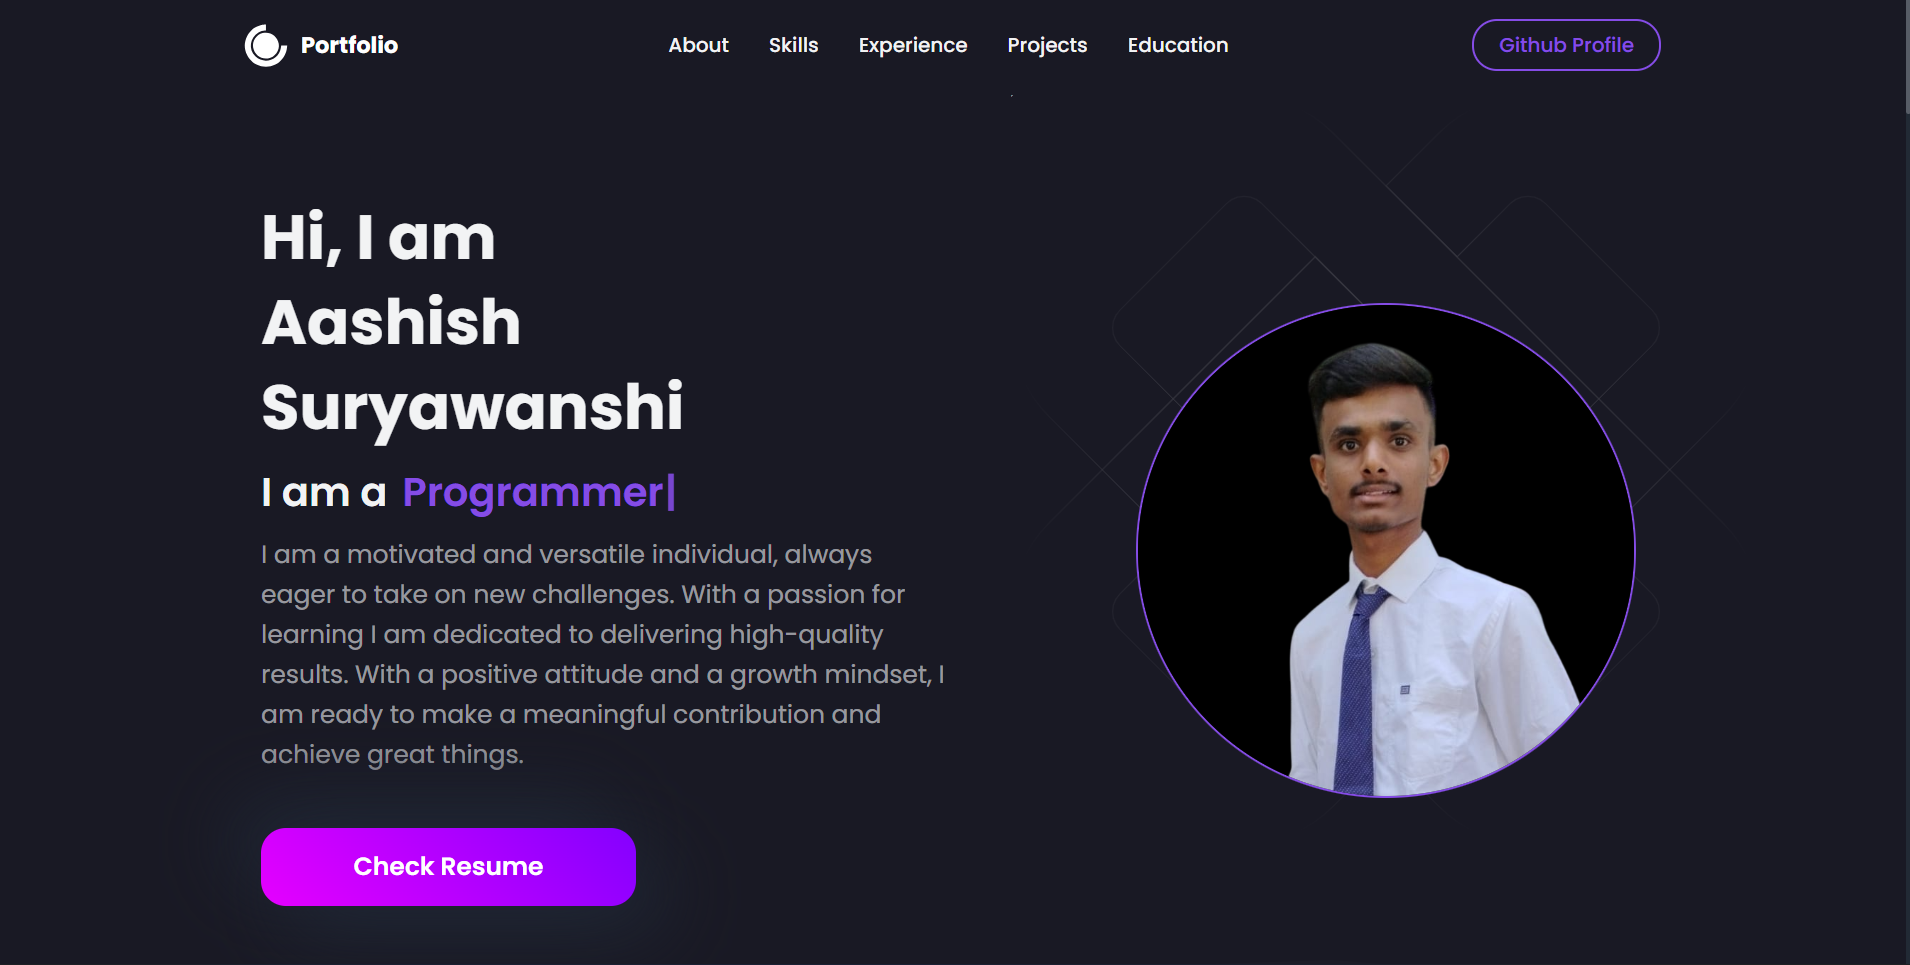 Portfolio
About Skills Experience Projects Education
Github Profile
Hi, I am
Aashish
Suryawanshi
I am a Programmer|
I am a motivated and versatile individual, always
eager to take on new challenges. With a passion for
learning I am dedicated to delivering high-quality
results. With a positive attitude and a growth mindset, I
am ready to make a meaningful contribution and
achieve great things.
Check Resume